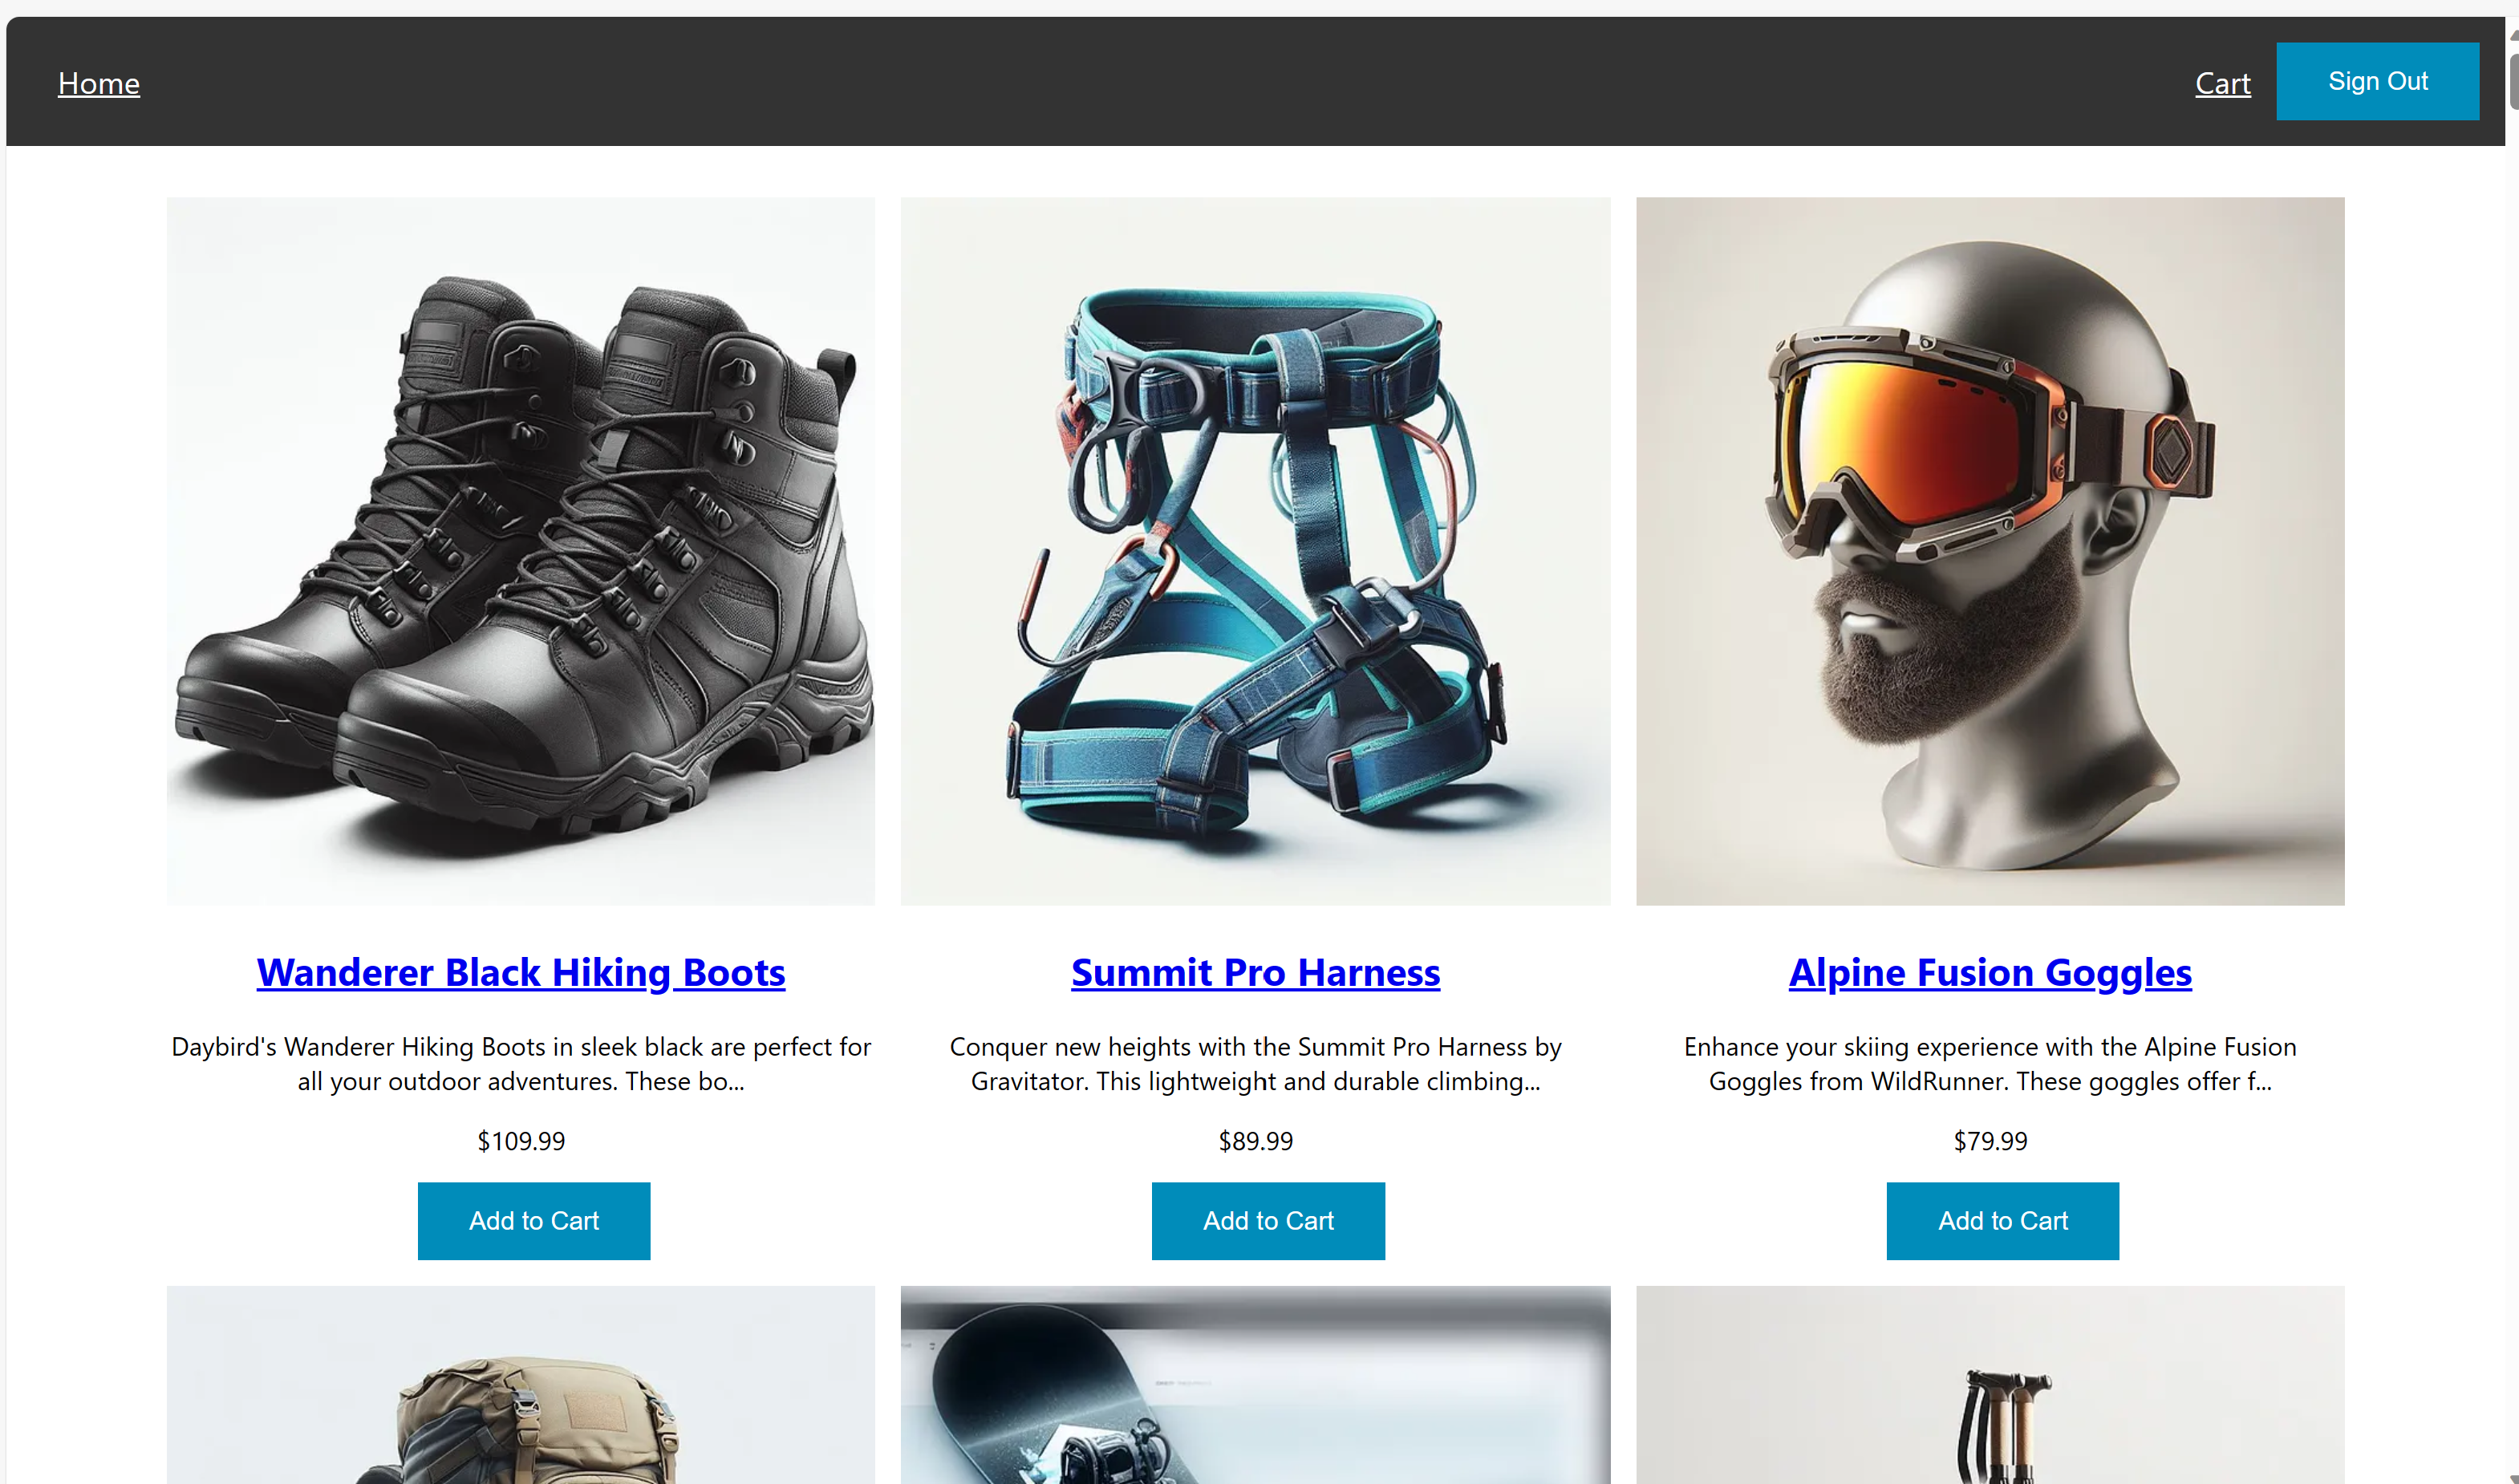 Home
Cart
Sign Out
Wanderer Black Hiking Boots
Summit Pro Harness
Alpine Fusion Goggles
Daybird's Wanderer Hiking Boots in sleek black are perfect for
all your outdoor adventures. These bo...
Conquer new heights with the Summit Pro Harness by
Gravitator. This lightweight and durable climbing...
Enhance your skiing experience with the Alpine Fusion
Goggles from WildRunner. These goggles offer f...
$109.99
$89.99
$79.99
Add to Cart
Add to Cart
Add to Cart